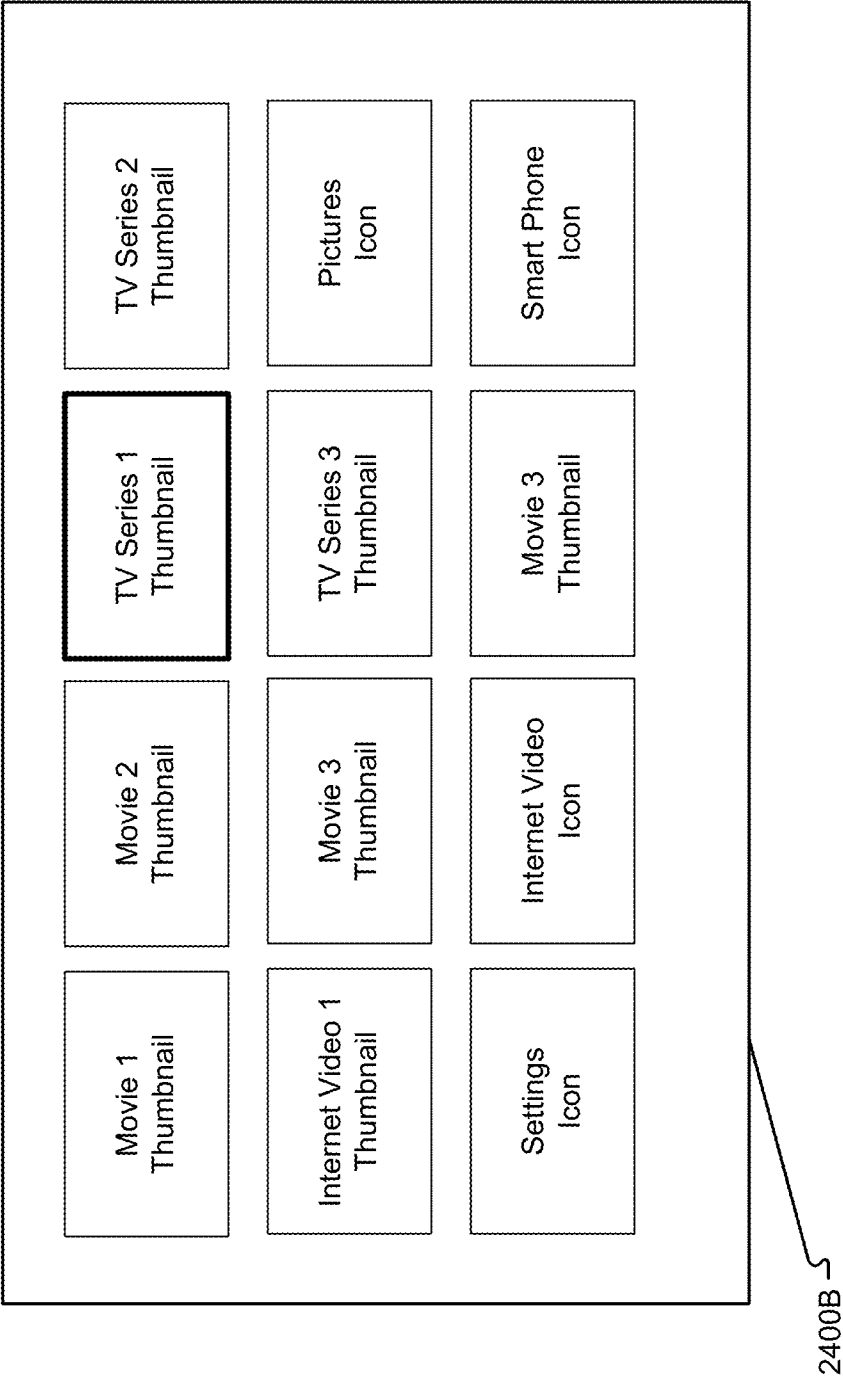 Movie 1
Thumbnail
Movie 2
Thumbnail
TV Series 1
Thumbnail
TV Series 2
Thumbnail
Internet Video 1
Thumbnail
Movie 3
Thumbnail
TV Series 3
Thumbnail
Pictures
Icon
Settings
Icon
Internet Video
Icon
Movie 3
Thumbnail
Smart Phone
Icon
2400B